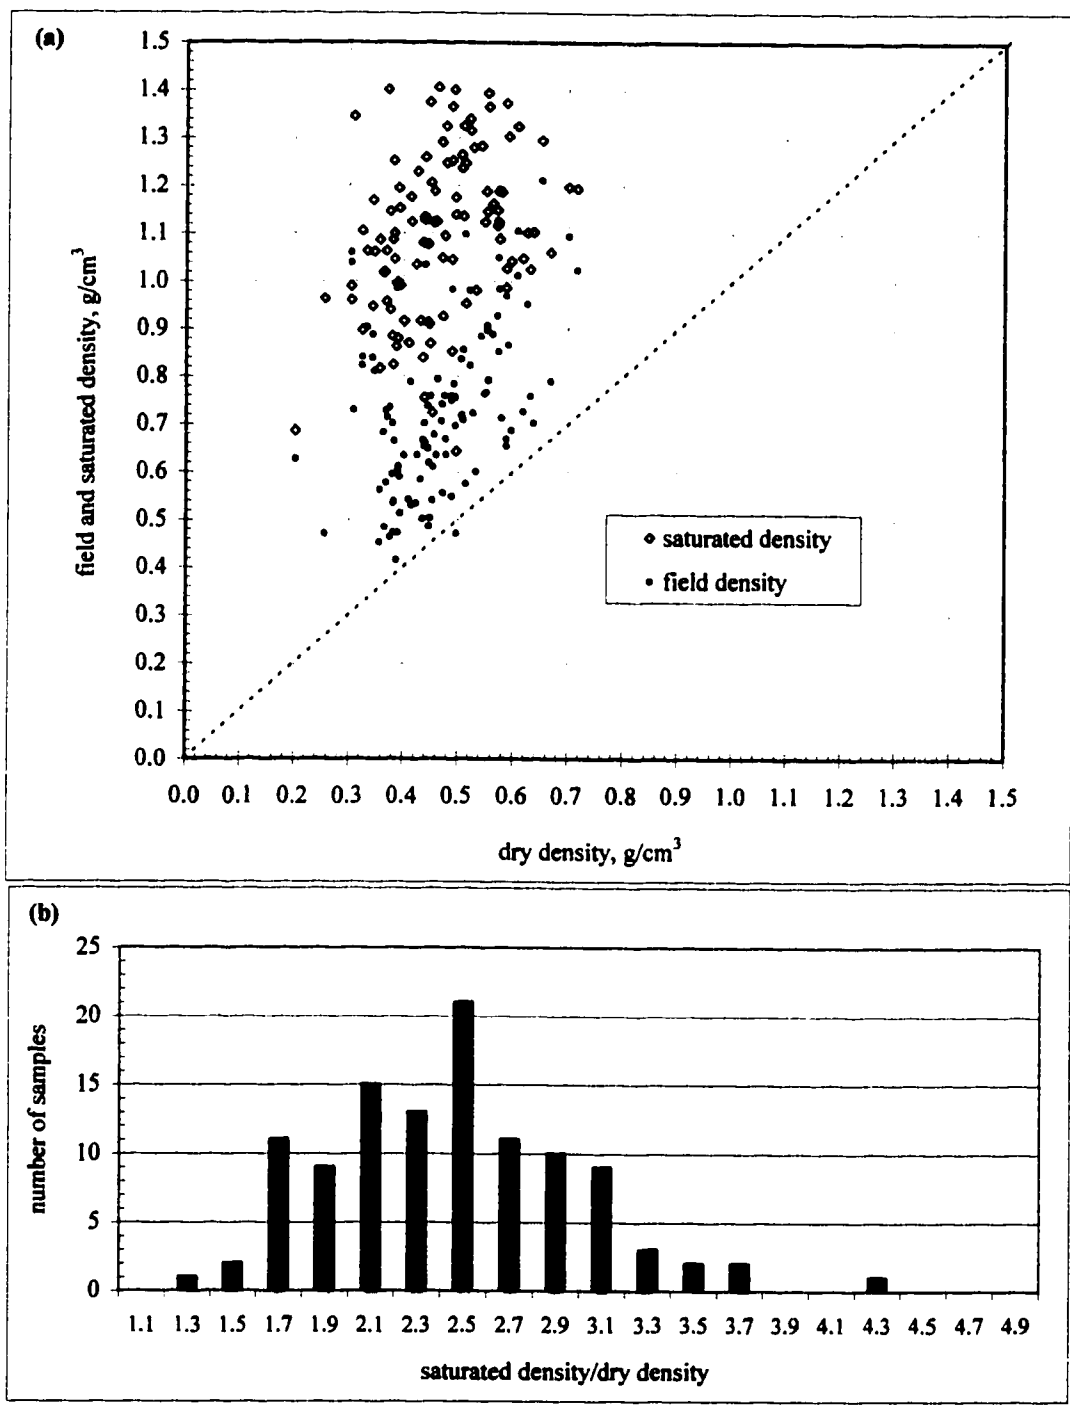 (a)
1.5
1.4
1.3
1.2
1.1
1.0
0.9
0.8
0.7
0.6
0.5
0.4
0.3
0.2
0.1
0.0
field and saturated density, g/cm³
saturated density
field density
0.0 0.1 0.2 0.3 0.4 0.5 0.6 0.7 0.8 0.9 1.0 1.1 1.2 1.3 1.4 1.5
dry density, g/cm³
(b)
25
20
15
10
5
0
number of samples
1.1 1.3 1.5 1.7 1.9 2.1 2.3 2.5 2.7 2.9 3.1 3.3 3.5 3.7 3.9 4.1 4.3 4.5 4.7 4.9
saturated density/dry density